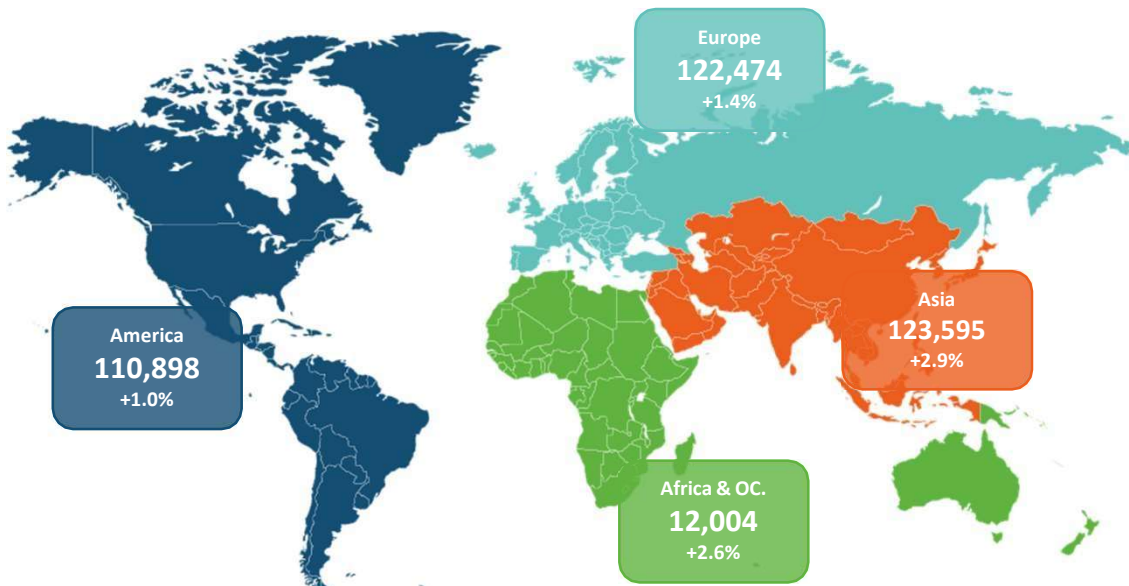 Europe
122,474
+1.4%
Asia
123,595
+2.9%
America
110,898
+1.0%
Africa & OC.
12,004
+2.6%